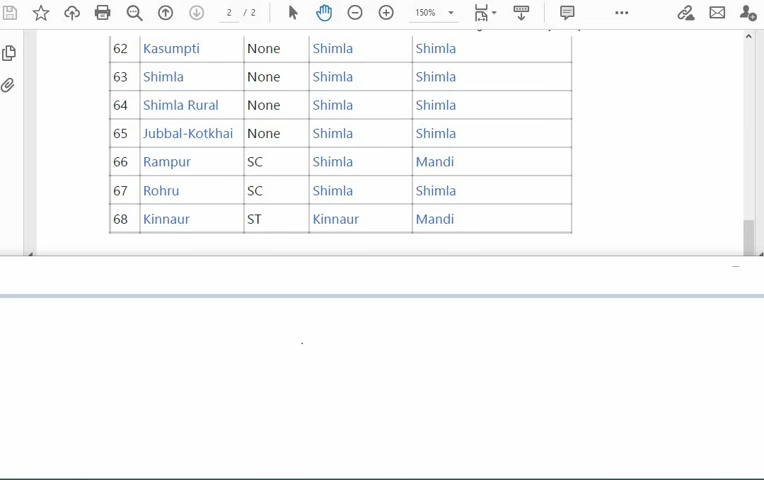 2 / 2 150%
62 Kasumpti None Shimla Shimla
63 Shimla None Shimla Shimla
64 Shimla Rural None Shimla Shimla
65 Jubbal-Kotkhai None Shimla Shimla
66 Rampur SC Shimla Mandi
67 Rohru SC Shimla Shimla
68 Kinnaur ST Kinnaur Mandi